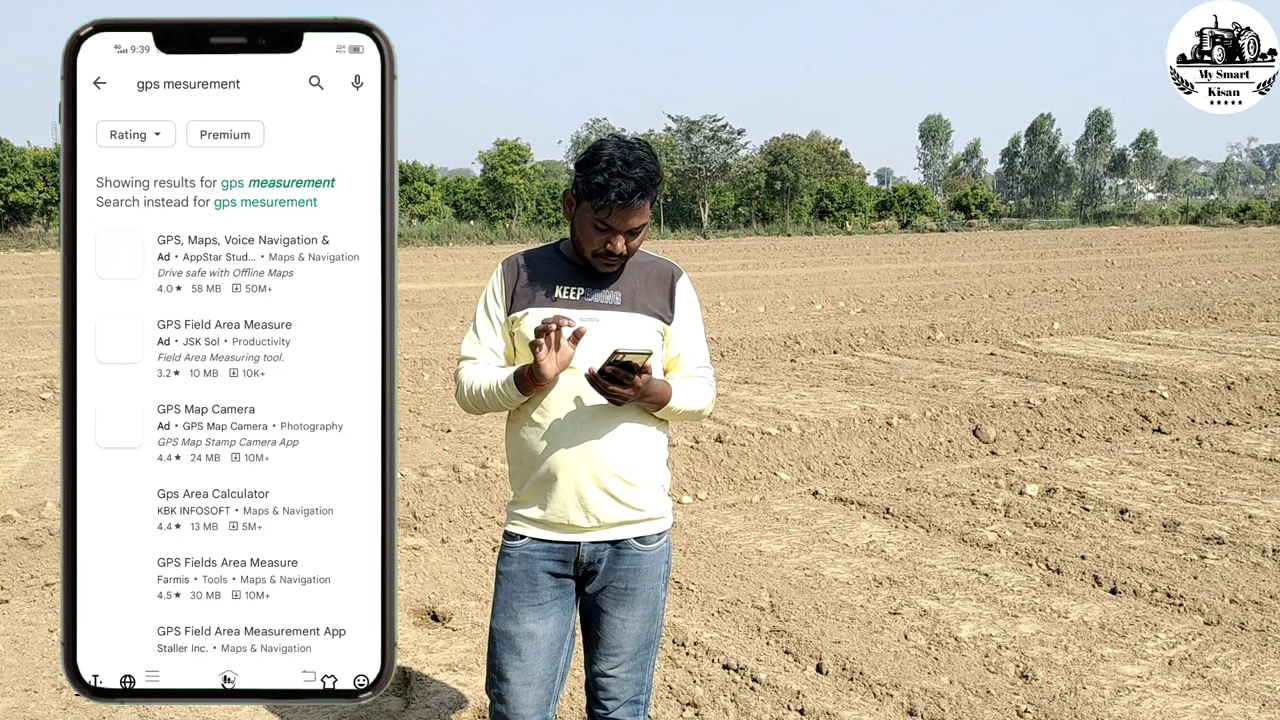 4G 9:39
gps mesurement
Rating
Premium
Showing results for gps measurement
Search instead for gps mesurement
GPS, Maps, Voice Navigation &
Ad • AppStar Stud... • Maps & Navigation
Drive safe with Offline Maps
4.0★ 58 MB 50M+
GPS Field Area Measure
Ad • JSK Sol • Productivity
Field Area Measuring tool.
3.2★ 10 MB 10K+
GPS Map Camera
Ad • GPS Map Camera • Photography
GPS Map Stamp Camera App
4.4★ 24 MB 10M+
Gps Area Calculator
KBK INFOSOFT • Maps & Navigation
4.4★ 13 MB 5M+
GPS Fields Area Measure
Farmis • Tools • Maps & Navigation
4.5★ 30 MB 10M+
GPS Field Area Measurement App
Staller Inc. • Maps & Navigation
KEEPGOING
My Smart
Kisan